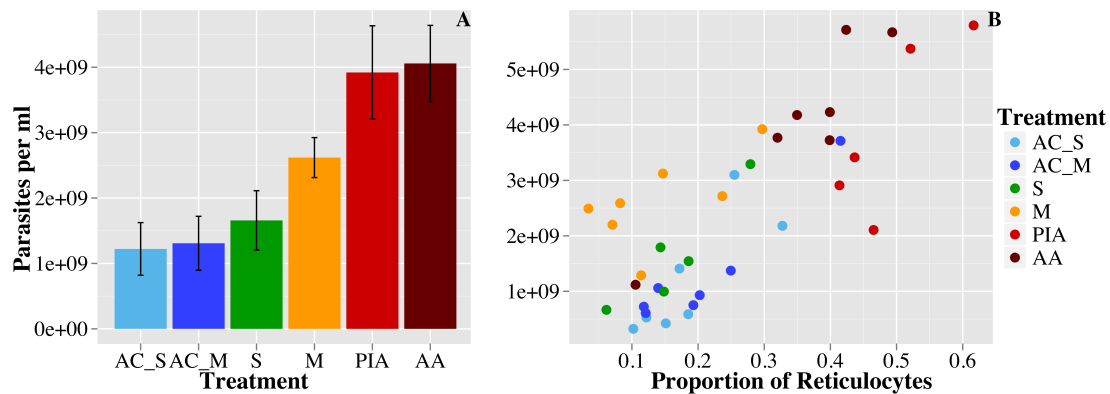 A
Parasites per ml
4e+09
3e+09
2e+09
1e+09
0e+00
AC_S AC_M S M PIA AA
Treatment
B
5e+09
4e+09
3e+09
2e+09
1e+09
0.1 0.2 0.3 0.4 0.5 0.6
Proportion of Reticulocytes
Treatment
AC_S
AC_M
S
M
PIA
AA